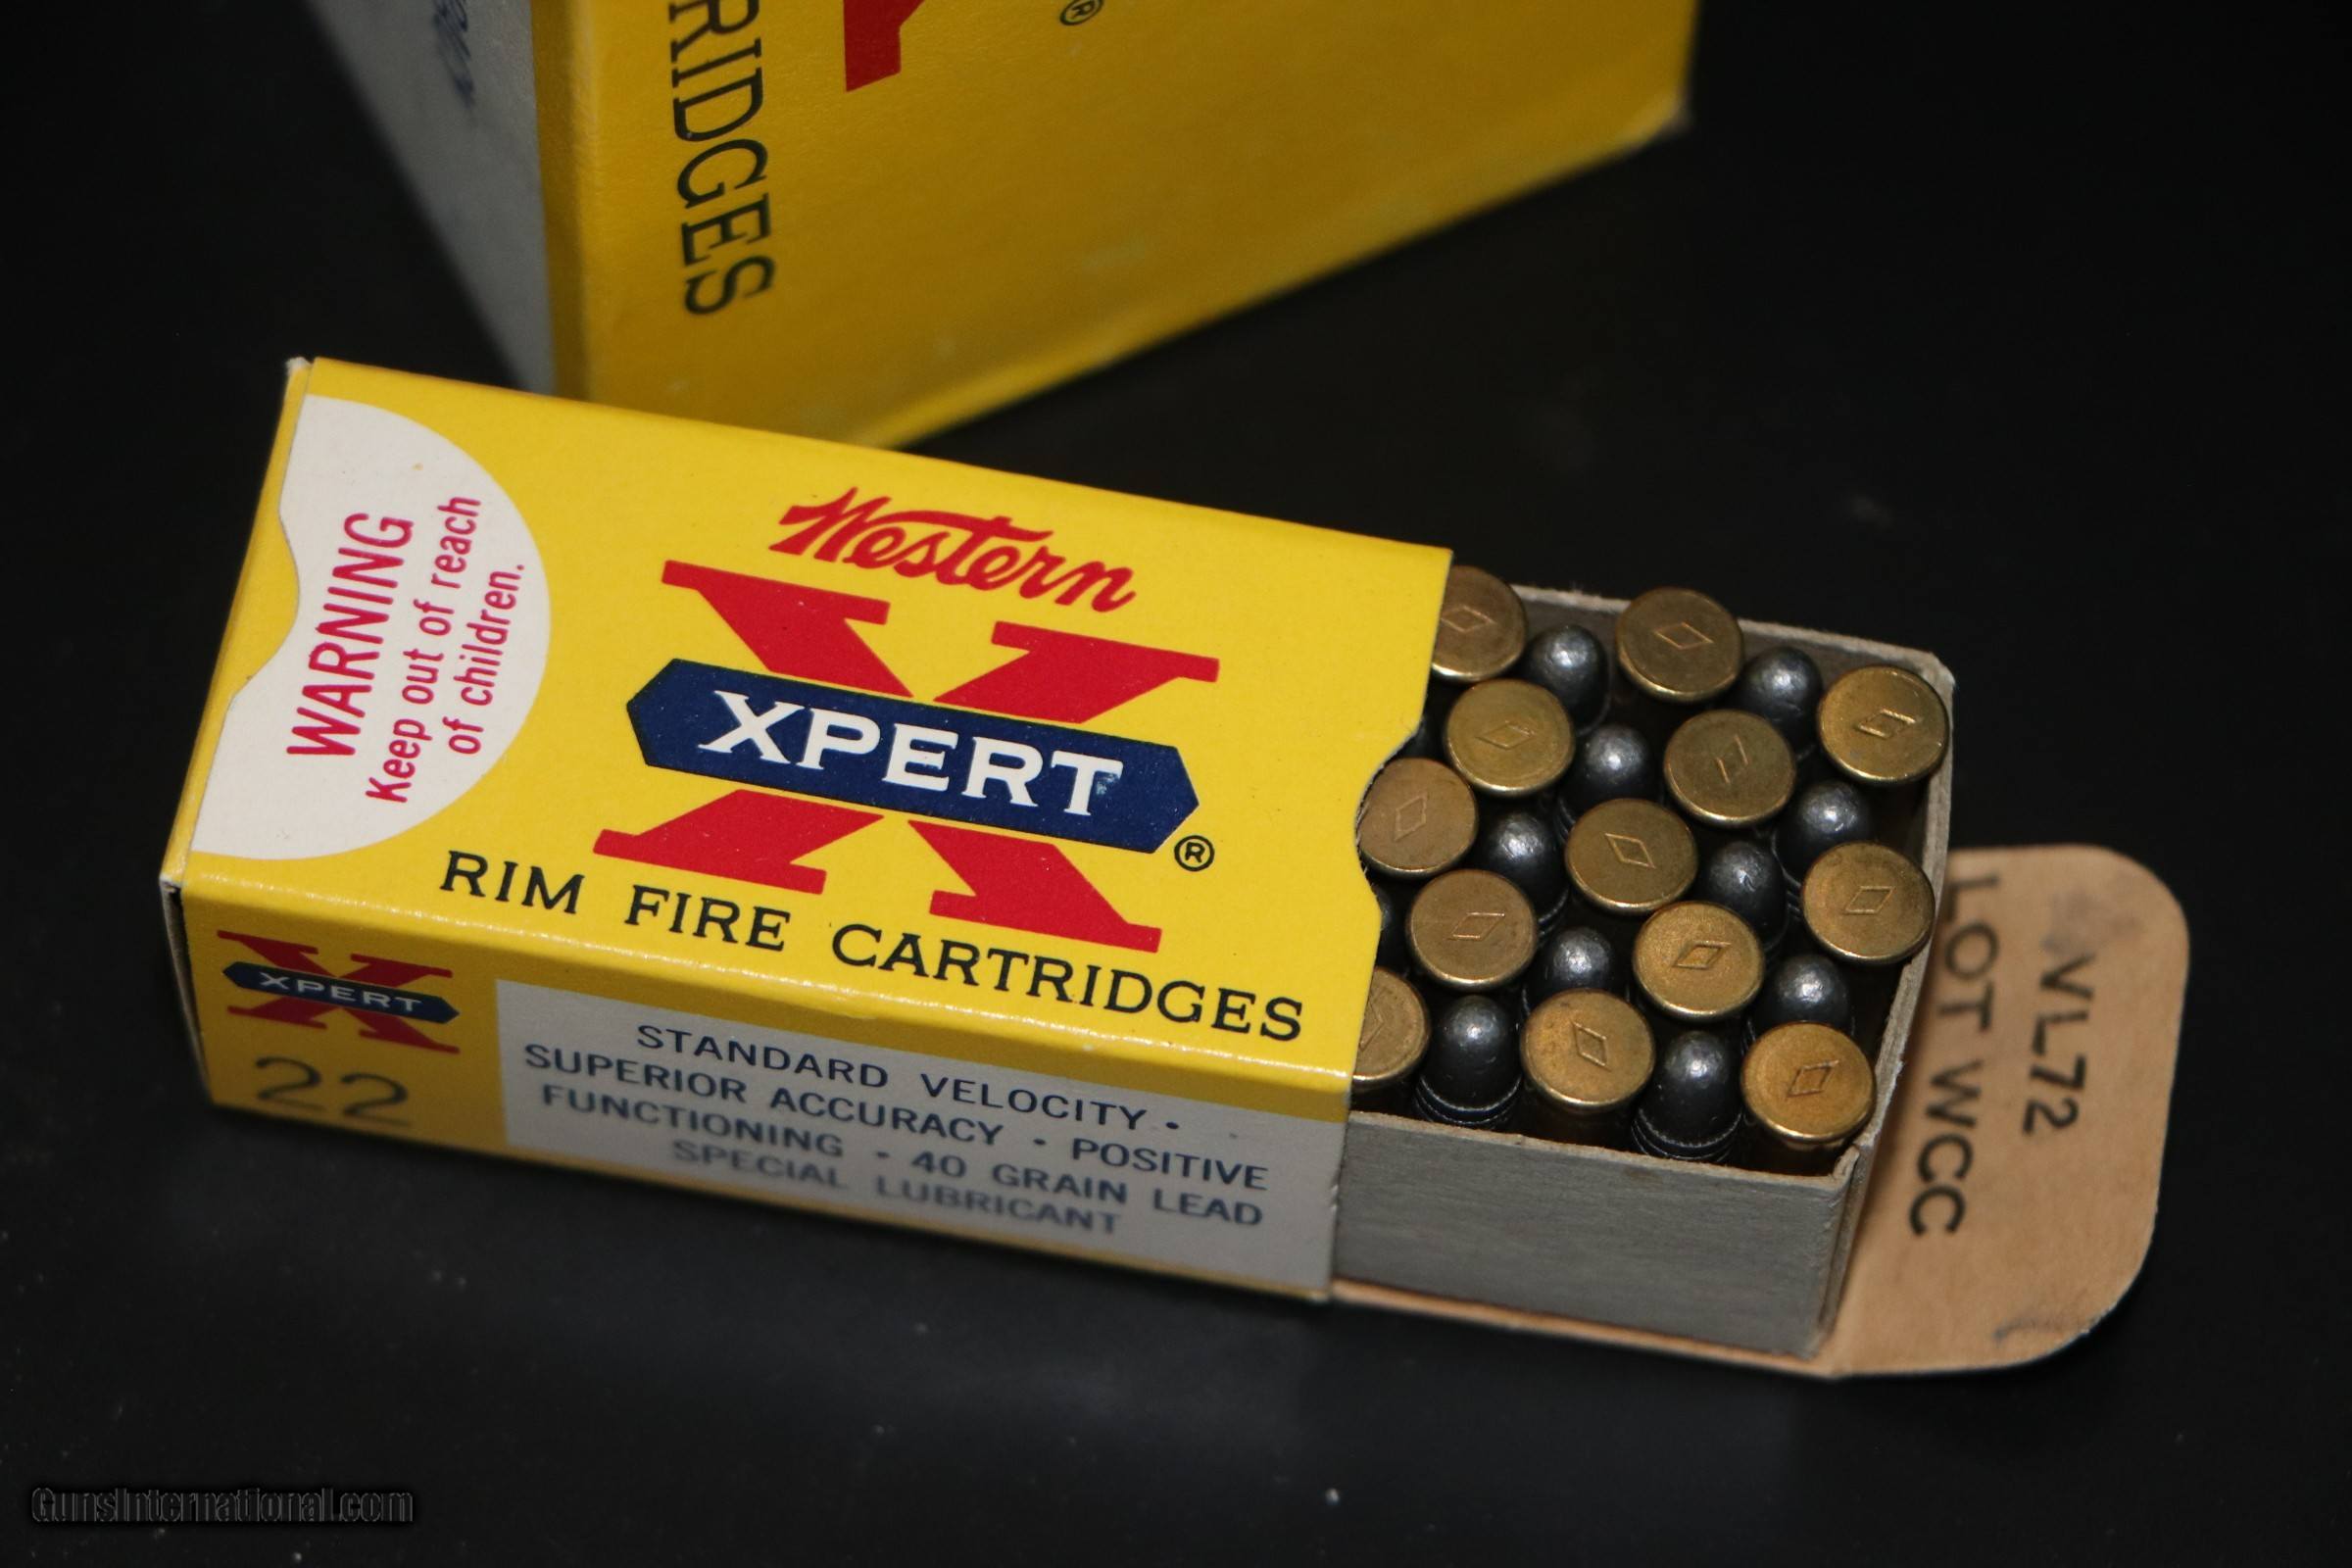 RIDGES
®
WARNING
Keep out of reach
of children.
Western
XPERT
®
RIM FIRE CARTRIDGES
XPERT
22
STANDARD VELOCITY •
SUPERIOR ACCURACY • POSITIVE
FUNCTIONING • 40 GRAIN LEAD
SPECIAL LUBRICANT
VL72
LOT WCC
GunsInternational.com